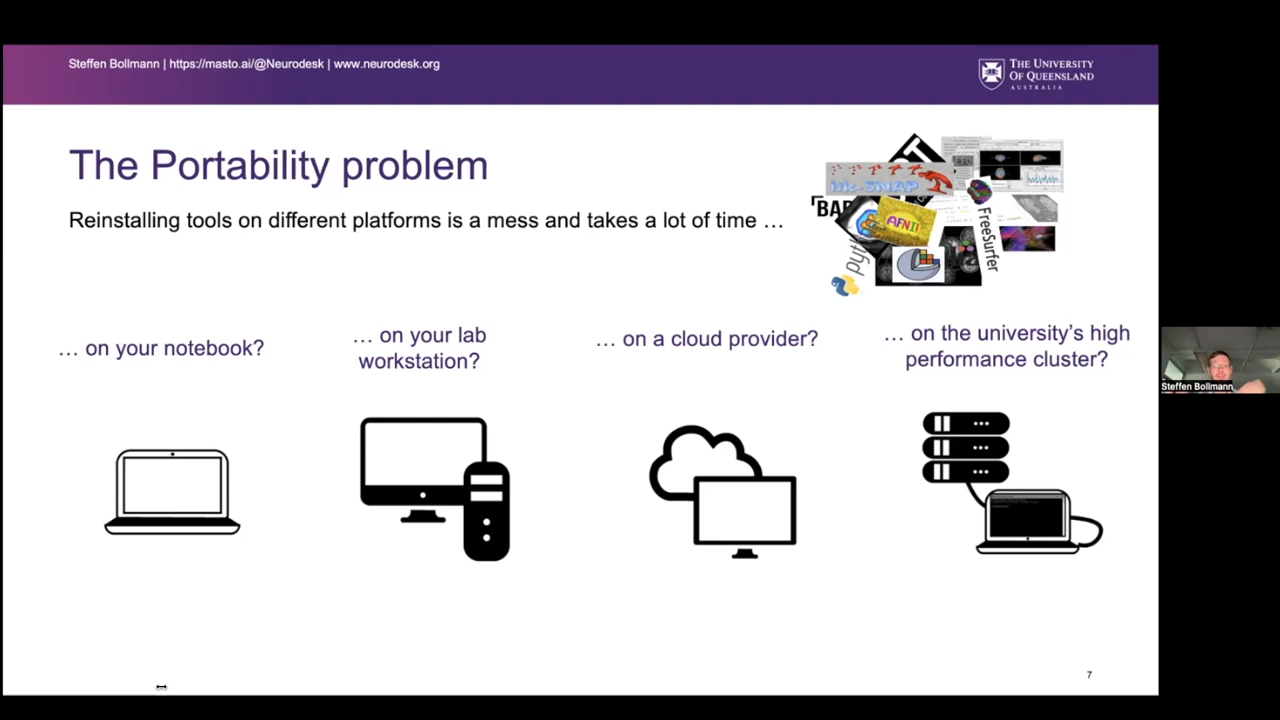 Steffen Bollmann | https://masto.ai/@Neurodesk | www.neurodesk.org
THE UNIVERSITY
OF QUEENSLAND
AUSTRALIA
The Portability problem
Reinstalling tools on different platforms is a mess and takes a lot of time …
itk-SNAP
AFNI
FreeSurfer
… on your notebook?
… on your lab
workstation?
… on a cloud provider?
… on the university’s high
performance cluster?
Steffen Bollmann
7